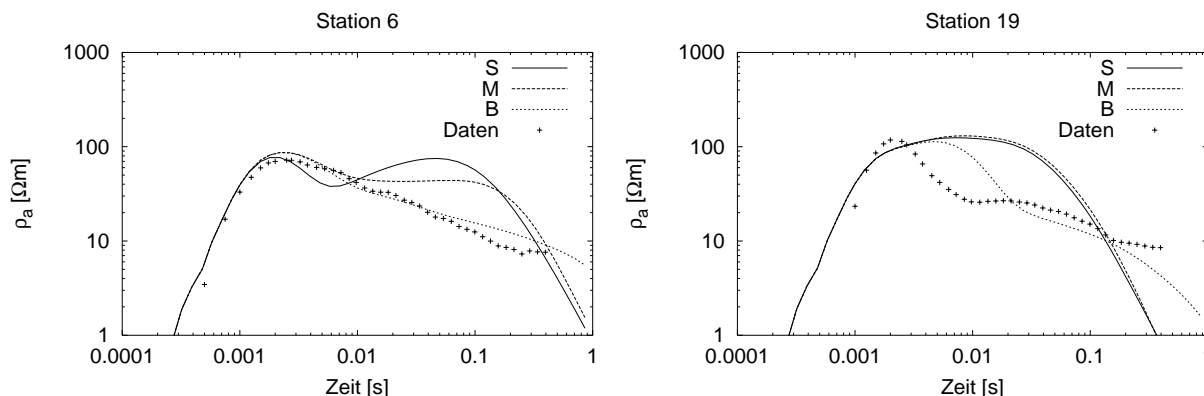 Station 6
1000
100
10
1
ρa [Ωm]
0.0001
0.001
0.01
0.1
1
Zeit [s]
S
M
B
Daten
Station 19
1000
100
10
1
ρa [Ωm]
0.0001
0.001
0.01
0.1
Zeit [s]
S
M
B
Daten